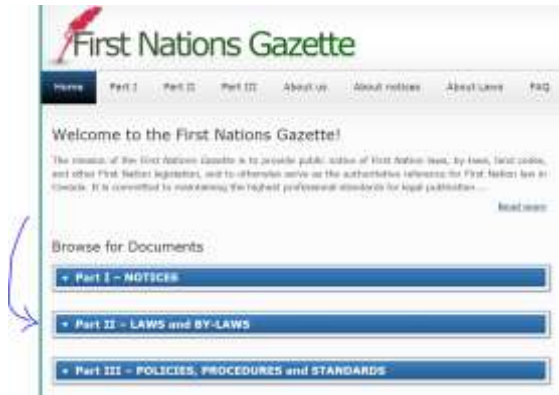 First Nations Gazette
Home Part I Part II Part III About us About notices About Laws FAQ
Welcome to the First Nations Gazette!
The mission of the First Nations Gazette is to provide public notice of First Nation laws, by-laws, land codes,
and other First Nation legislation, and to otherwise serve as the authoritative reference for First Nation law in
Canada. It is committed to maintaining the highest professional standards for legal publication....
Read more
Browse for Documents
Part I – NOTICES
Part II – LAWS and BY-LAWS
Part III – POLICIES, PROCEDURES and STANDARDS